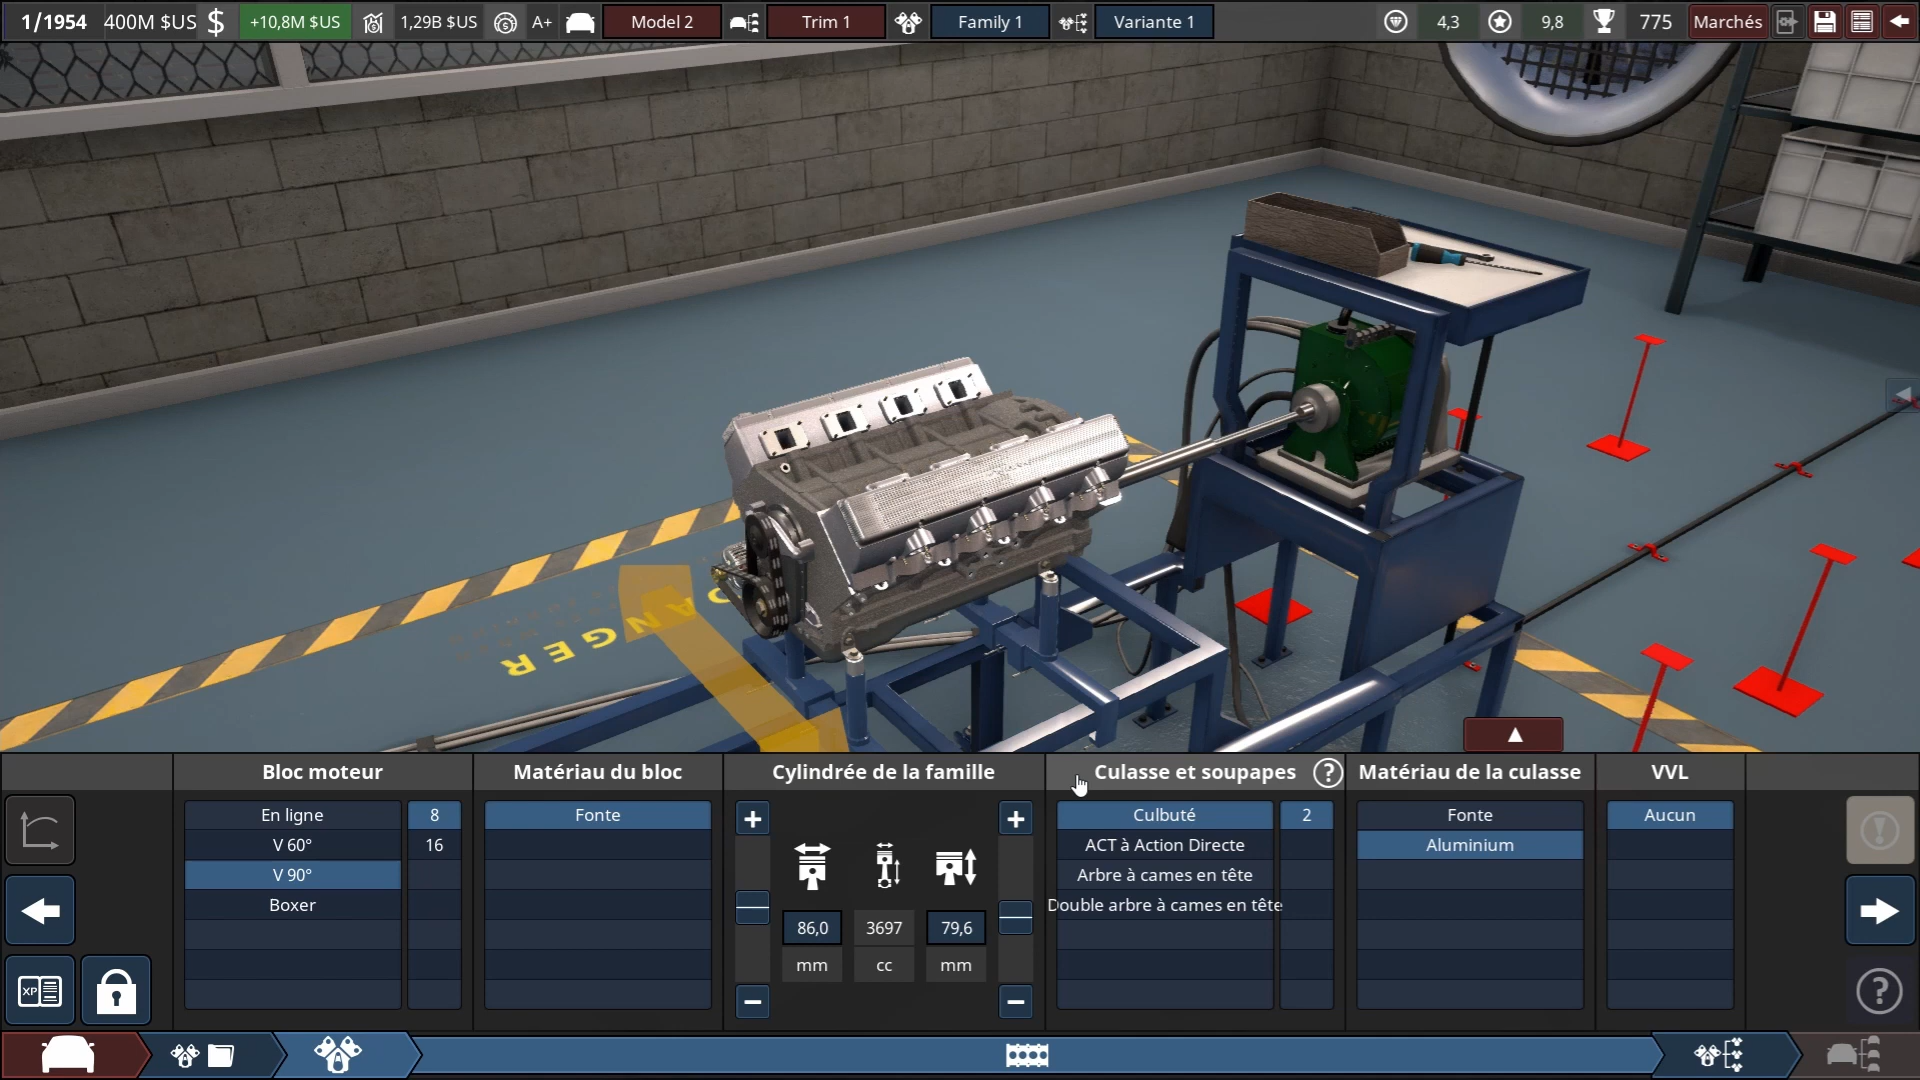 1/1954 400M $US $ +10,8M $US 1,29B $US A+ Model 2 Trim 1 Family 1 Variante 1 4,3 9,8 775 Marchés
DANGER
Bloc moteur
Matériau du bloc
Cylindrée de la famille
Culasse et soupapes ?
Matériau de la culasse
VVL
En ligne 8
V 60° 16
V 90°
Boxer
Fonte
86,0 3697 79,6
mm cc mm
Culbuté 2
ACT à Action Directe
Arbre à cames en tête
Double arbre à cames en tête
Fonte
Aluminium
Aucun
XP
?